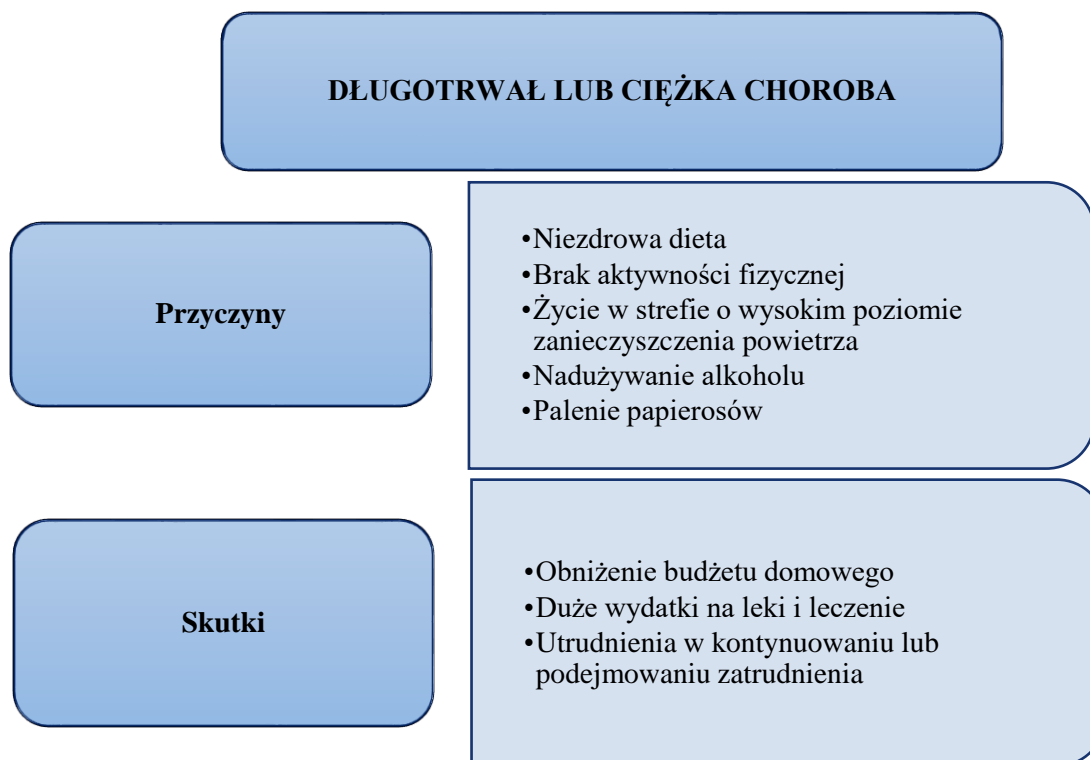 DŁUGOTRWAŁ LUB CIĘŻKA CHOROBA
Przyczyny
•Niezdrowa dieta
•Brak aktywności fizycznej
•Życie w strefie o wysokim poziomie
zanieczyszczenia powietrza
•Nadużywanie alkoholu
•Palenie papierosów
Skutki
•Obniżenie budżetu domowego
•Duże wydatki na leki i leczenie
•Utrudnienia w kontynuowaniu lub
podejmowaniu zatrudnienia